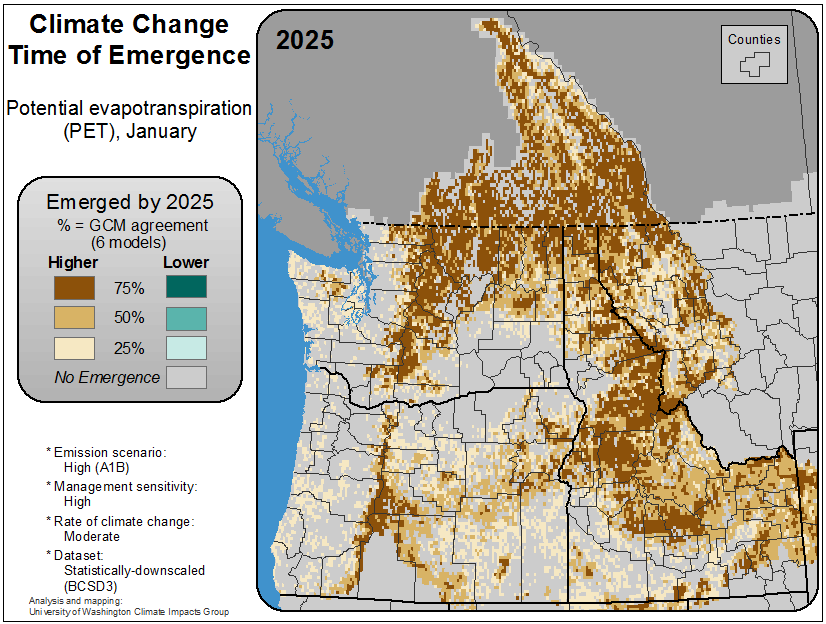 Climate Change
Time of Emergence
Potential evapotranspiration
(PET), January
Emerged by 2025
% = GCM agreement
(6 models)
Higher Lower
75%
50%
25%
No Emergence
* Emission scenario:
High (A1B)
* Management sensitivity:
High
* Rate of climate change:
Moderate
* Dataset:
Statistically-downscaled
(BCSD3)
Analysis and mapping:
University of Washington Climate Impacts Group
2025
Counties